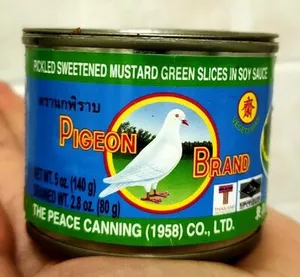 PICKLED SWEETENED MUSTARD GREEN SLICES IN SOY SAUCE
ตรานกพิราบ
PIGEON
BRAND
齋
NET WT. 5 oz. (140 g)
DRAINED WT. 2.8 oz. (80 g)
THE PEACE CANNING (1958) CO., LTD.